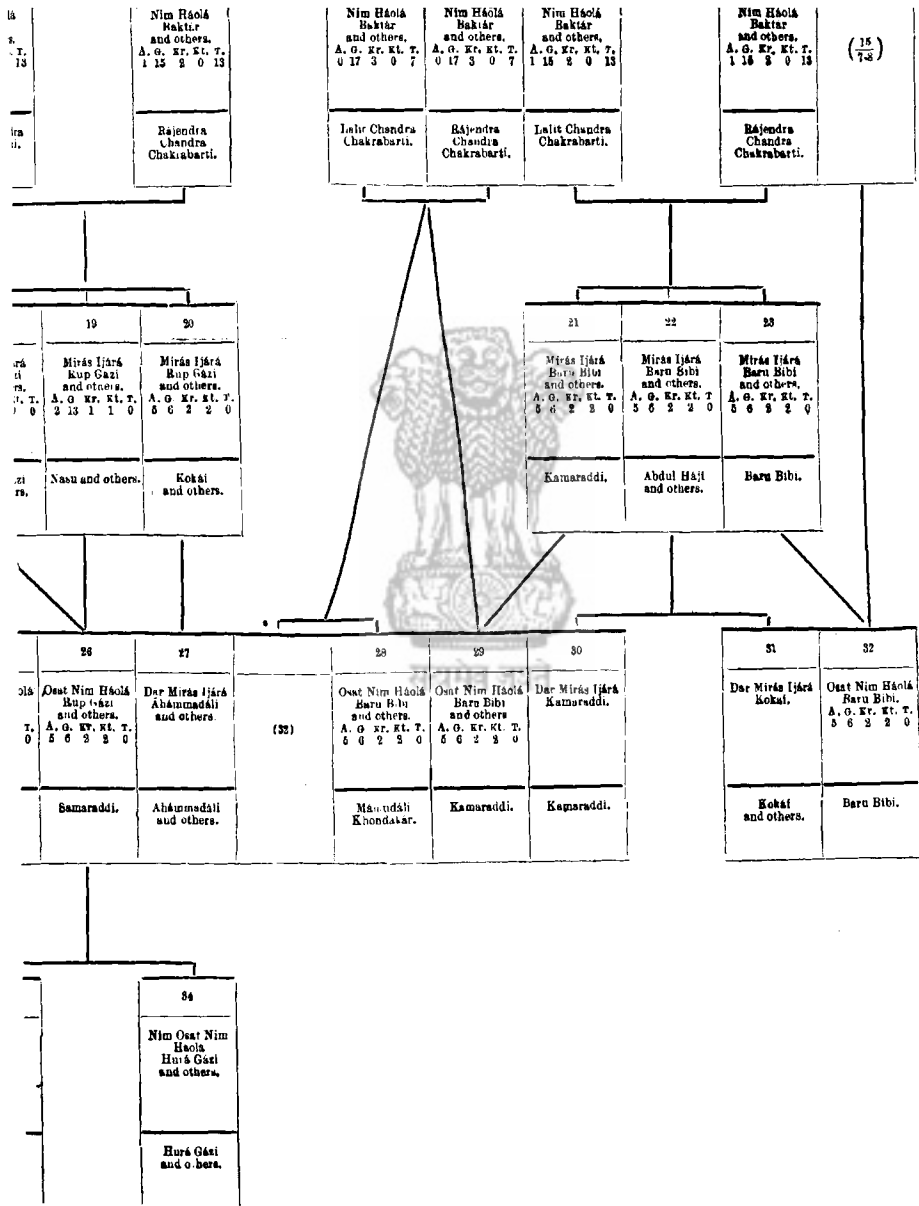 Nim Háolá
Baktár
and others.
A. G. Kr. Kt. T.
1 15 2 0 13
Rájendra
Chandra
Chakrabarti.
Nim Háolá
Baktár
and others.
A. G. Kr. Kt. T.
0 17 3 0 7
Lalit Chandra
Chakrabarti.
Nim Háolá
Baktár
and others.
A. G. Kr. Kt. T.
0 17 3 0 7
Rájendra
Chandra
Chakrabarti.
Nim Háolá
Baktár
and others.
A. G. Kr. Kt. T.
1 15 2 0 13
Lalit Chandra
Chakrabarti.
Nim Háolá
Baktar
and others.
A. G. Kr. Kt. T.
1 15 2 0 13
Rájendra
Chandra
Chakrabarti.
(15/7-8)
19
Mirás Ijárá
Rup Gazi
and others.
A. G Kr. Kt. T.
2 13 1 1 0
Nasu and others.
20
Mirás Ijárá
Rup Gázi
and others.
A. G Kr. Kt. T.
5 6 2 2 0
Kokái
and others.
21
Mirás Ijárá
Baru Bibi
and others.
A. G. Kr. Kt. T.
5 6 2 2 0
Kamaraddi.
22
Mirás Ijárá
Baru Bibi
and others.
A. G. Kr. Kt. T
5 6 2 2 0
Abdul Háji
and others.
23
Mirás Ijárá
Baru Bibi
and others.
A. G. Kr. Kt. T.
5 6 2 2 0
Baru Bibi.
26
Osat Nim Háolá
Rup Gázi
and others.
A. G. Kr. Kt. T.
5 6 2 2 0
Samaraddi.
27
Dar Mirás Ijárá
Ahámmadáli
and others.
Ahámmadáli
and others.
(32)
28
Osat Nim Háolá
Baru Bibi
and others.
A. G Kr. Kt. T.
5 6 2 2 0
Khondakár.
29
Osat Nim Háolá
Baru Bibi
and others
A. G Kr. Kt. T.
5 6 2 2 0
Kamaraddi.
30
Dar Mirás Ijárá
Kamaraddi.
Kamaraddi.
31
Dar Mirás Ijárá
Kokái.
Kokáí
and others.
32
Osat Nim Háolá
Baru Bibi.
A. G. Kr. Kt. T.
5 6 2 2 0
Baru Bibi.
34
Nim Osat Nim
Haola
Hurá Gázi
and others.
Hurá Gázi
and others.